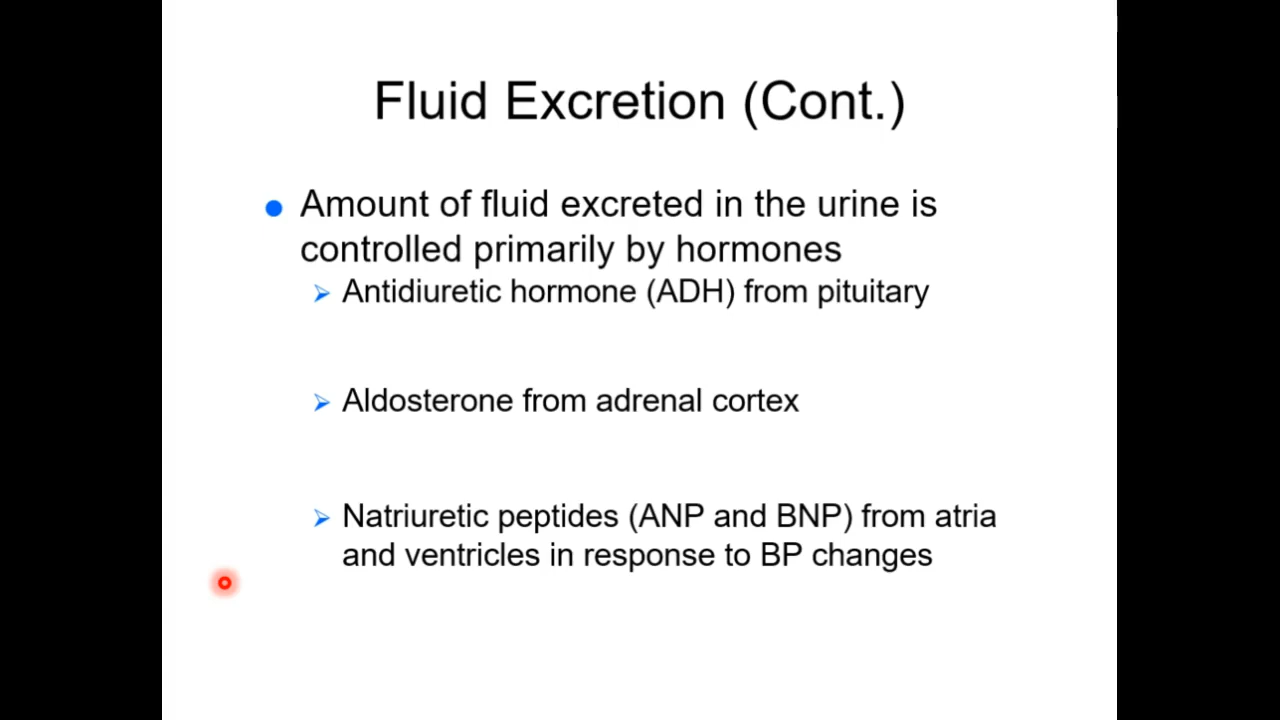 Fluid Excretion (Cont.)
Amount of fluid excreted in the urine is
controlled primarily by hormones
Antidiuretic hormone (ADH) from pituitary
Aldosterone from adrenal cortex
Natriuretic peptides (ANP and BNP) from atria
and ventricles in response to BP changes